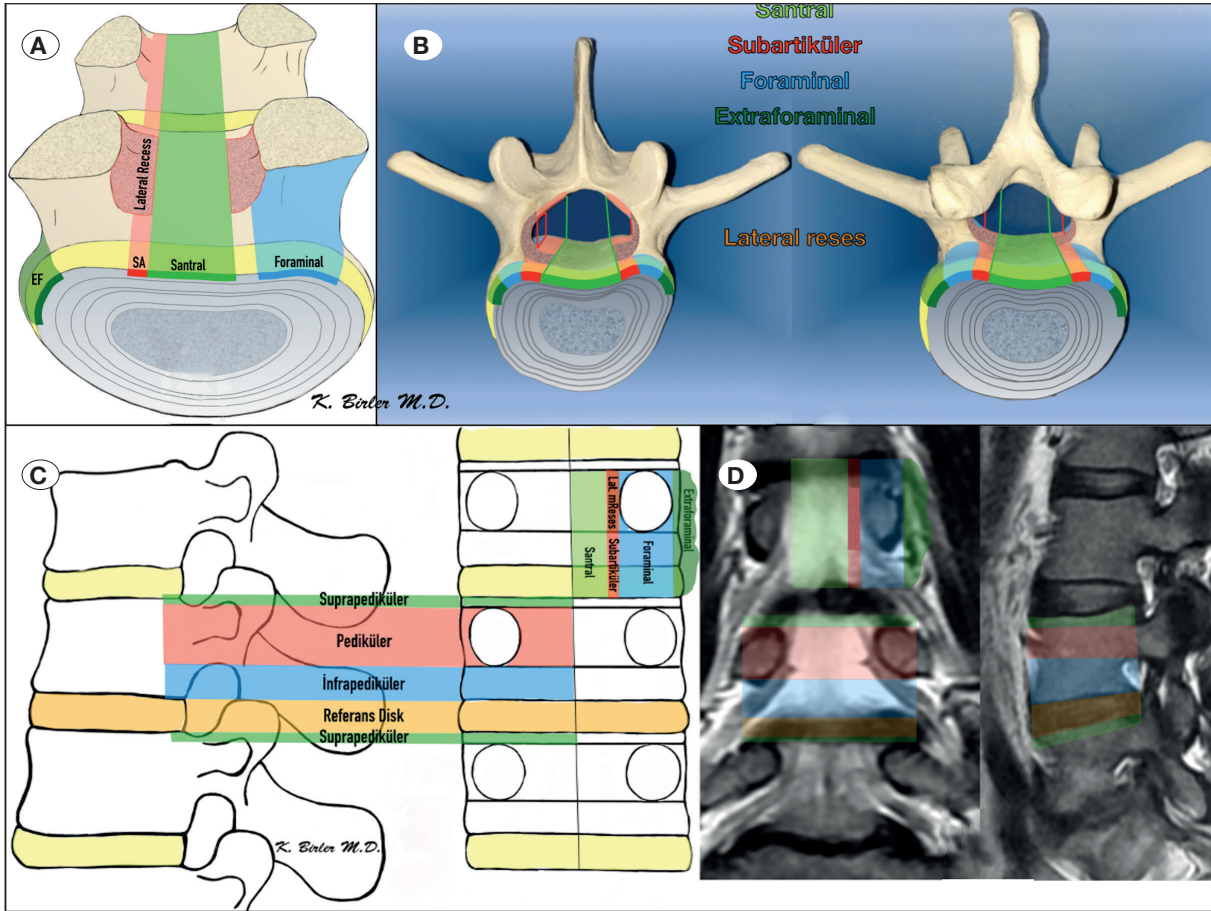 A
Lateral Recess
EF
SA
Santral
Foraminal
K. Birler M.D.
B
Santral
Subartiküler
Foraminal
Extraforaminal
Lateral reses
C
Suprapediküler
Pediküler
İnfrapediküler
Referans Disk
Suprapediküler
K. Birler M.D.
Santral
Lat. mReses
Subartiküler
Foraminal
Extraforaminal
D